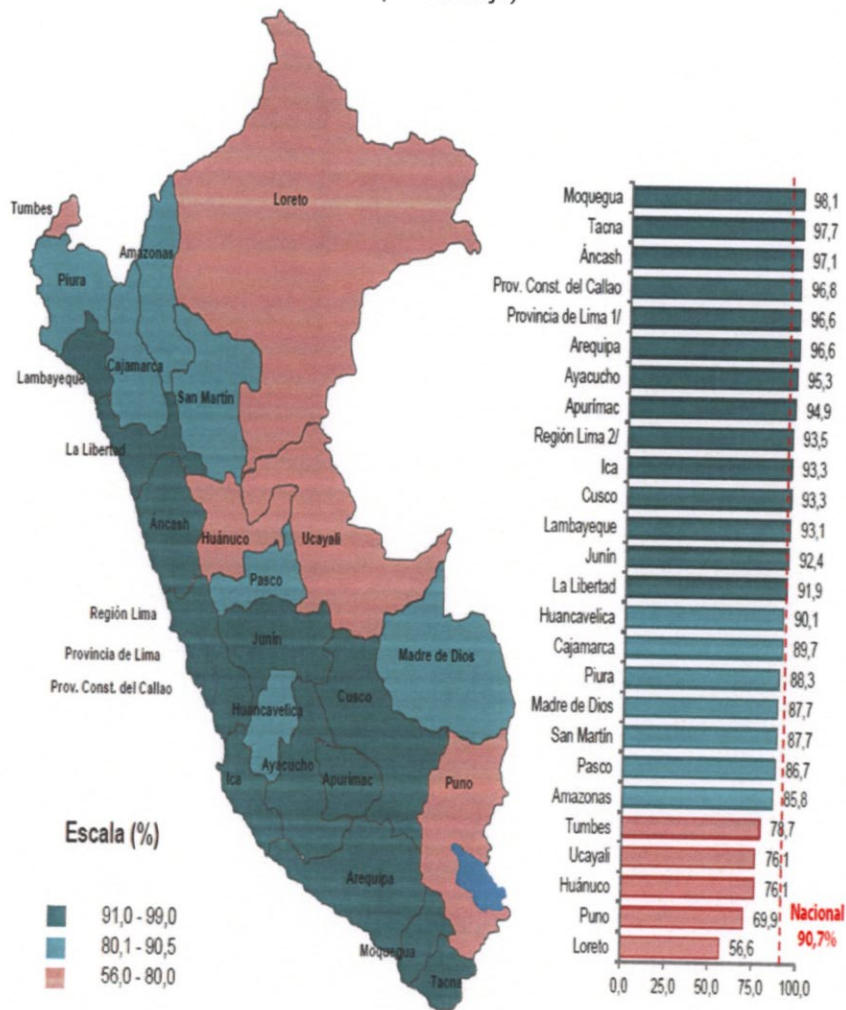 Loreto
Tumbes
Amazonas
Piura
Cajamarca
Lambayeque
San Martín
La Libertad
Áncash
Huánuco
Ucayali
Pasco
Región Lima
Junín
Provincia de Lima
Madre de Dios
Prov. Const. del Callao
Cusco
Huancavelica
Ayacucho
Ica
Apurímac
Puno
Arequipa
Moquegua
Tacna
Escala (%)
91,0 - 99,0
80,1 - 90,5
56,0 - 80,0
Moquegua 98,1
Tacna 97,7
Áncash 97,1
Prov. Const. del Callao 96,8
Provincia de Lima 1/ 96,6
Arequipa 96,6
Ayacucho 95,3
Apurímac 94,9
Región Lima 2/ 93,5
Ica 93,3
Cusco 93,3
Lambayeque 93,1
Junín 92,4
La Libertad 91,9
Huancavelica 90,1
Cajamarca 89,7
Piura 88,3
Madre de Dios 87,7
San Martín 87,7
Pasco 86,7
Amazonas 85,8
Tumbes 78,7
Ucayali 76,1
Huánuco 76,1
Puno 69,9
Loreto 56,6
Nacional
90,7%
0,0 25,0 50,0 75,0 100,0